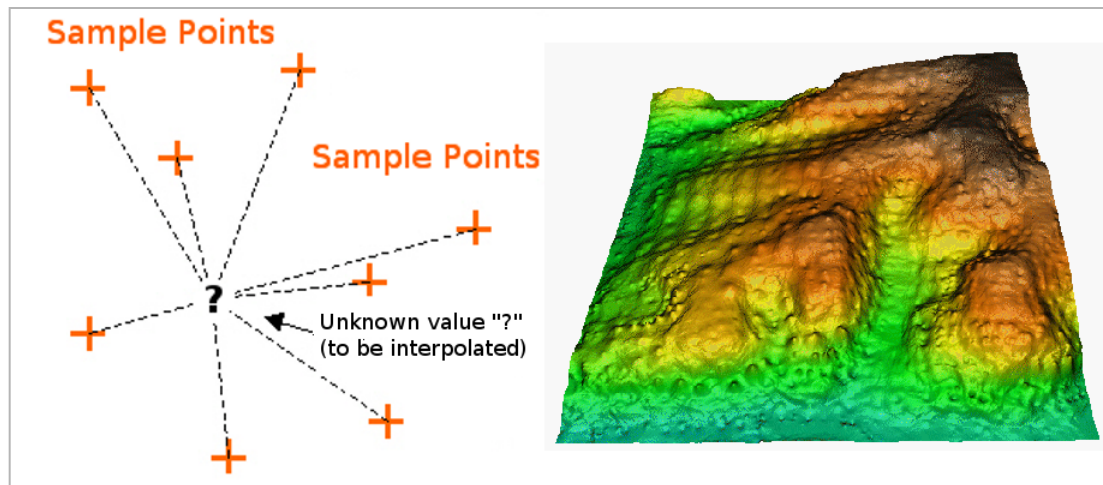 Sample Points
Sample Points
?
Unknown value "?"
(to be interpolated)